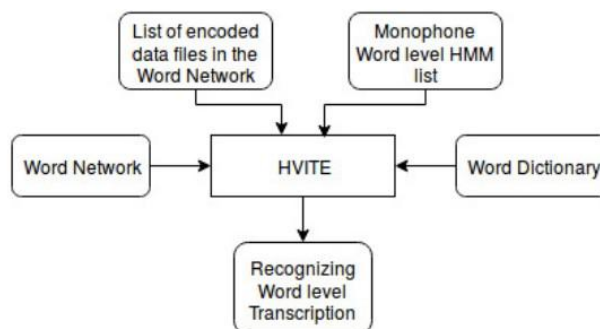 List of encoded
data files in the
Word Network
Monophone
Word level HMM
list
Word Network
HVITE
Word Dictionary
Recognizing
Word level
Transcription